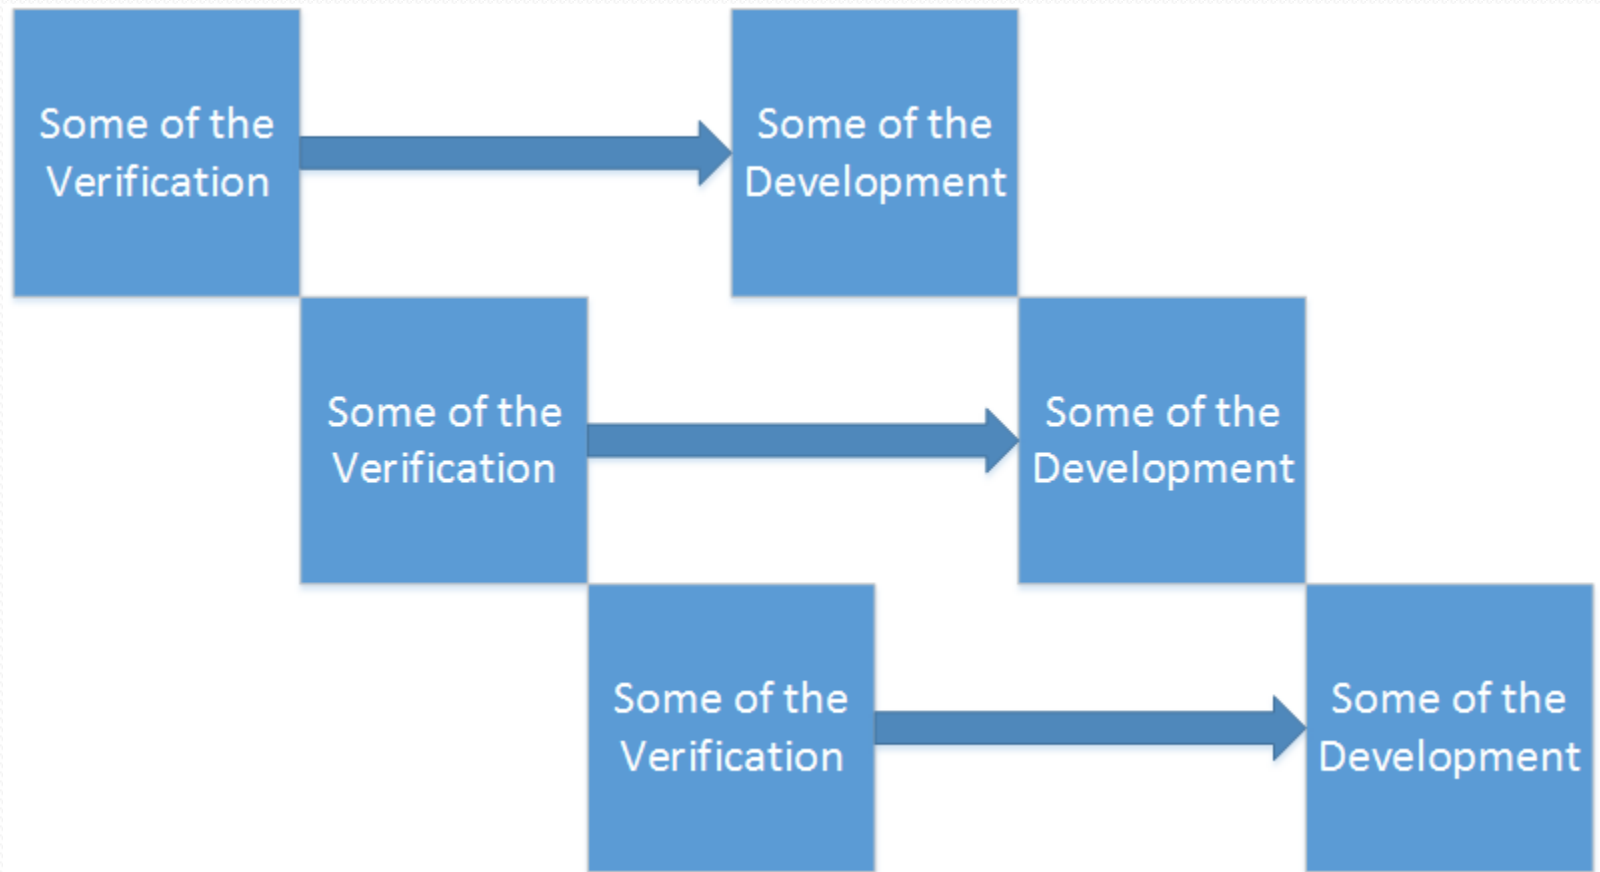 Some of the
Verification
Some of the
Development
Some of the
Verification
Some of the
Development
Some of the
Verification
Some of the
Development